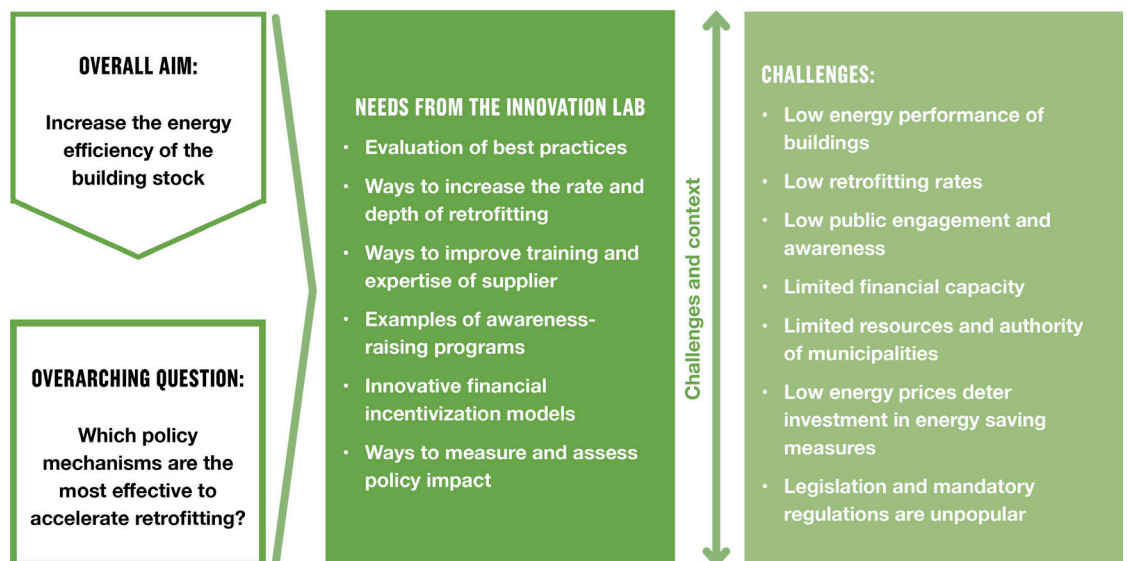 OVERALL AIM:
Increase the energy
efficiency of the
building stock
OVERARCHING QUESTION:
Which policy
mechanisms are the
most effective to
accelerate retrofitting?
NEEDS FROM THE INNOVATION LAB
• Evaluation of best practices
• Ways to increase the rate and
depth of retrofitting
• Ways to improve training and
expertise of supplier
• Examples of awareness-
raising programs
• Innovative financial
incentivization models
• Ways to measure and assess
policy impact
Challenges and context
CHALLENGES:
• Low energy performance of
buildings
• Low retrofitting rates
• Low public engagement and
awareness
• Limited financial capacity
• Limited resources and authority
of municipalities
• Low energy prices deter
investment in energy saving
measures
• Legislation and mandatory
regulations are unpopular